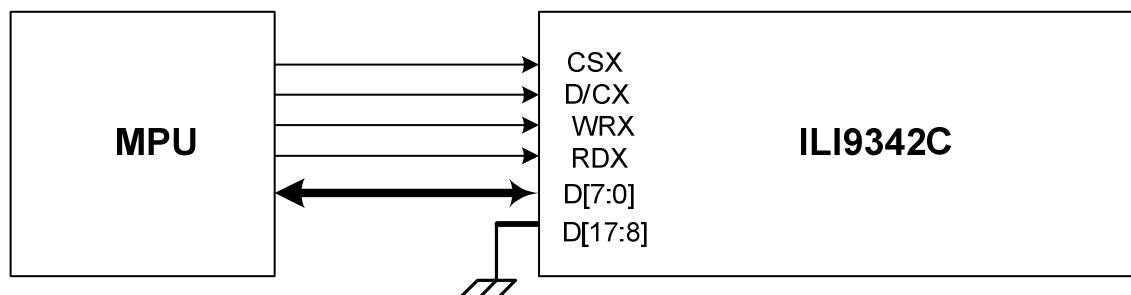 MPU
CSX
D/CX
WRX
RDX
D[7:0]
D[17:8]
ILI9342C